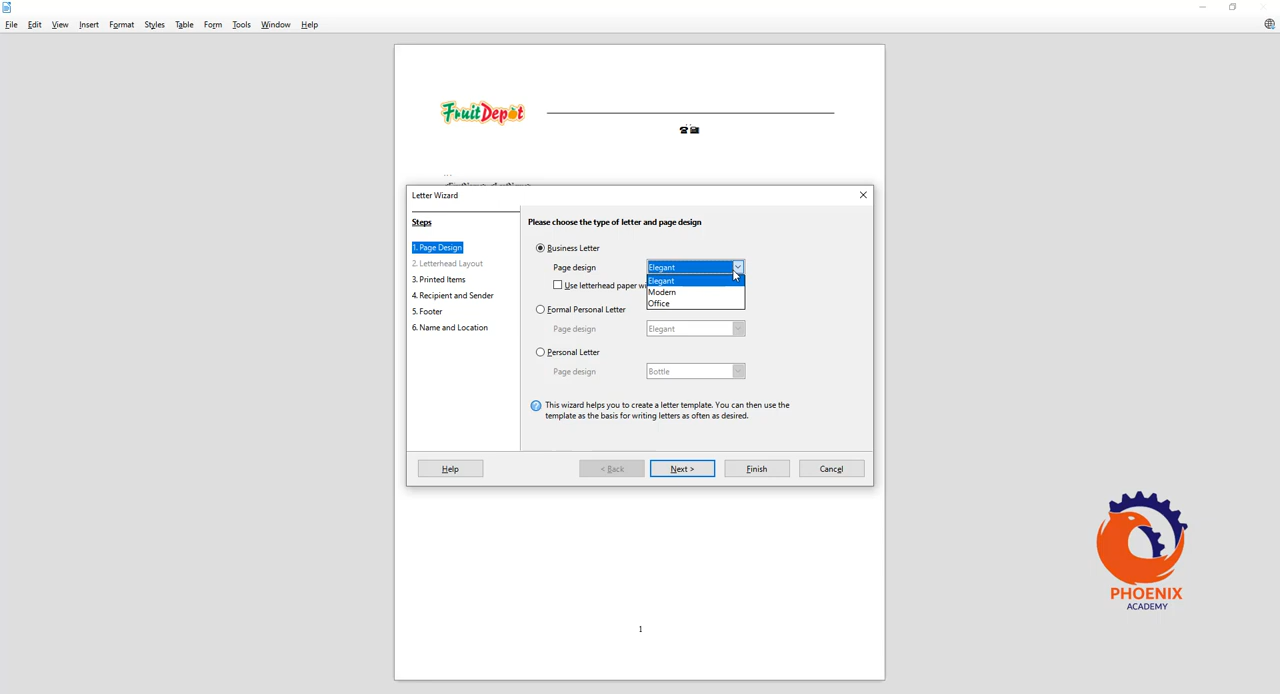 File Edit View Insert Format Styles Table Form Tools Window Help
FruitDepot
...
Letter Wizard
Steps
1. Page Design
2. Letterhead Layout
3. Printed Items
4. Recipient and Sender
5. Footer
6. Name and Location
Please choose the type of letter and page design
Business Letter
Page design
Elegant
Elegant
Modern
Office
Use letterhead paper wi
Formal Personal Letter
Page design
Elegant
Personal Letter
Page design
Bottle
This wizard helps you to create a letter template. You can then use the
template as the basis for writing letters as often as desired.
Help
< Back
Next >
Finish
Cancel
1
PHOENIX
ACADEMY